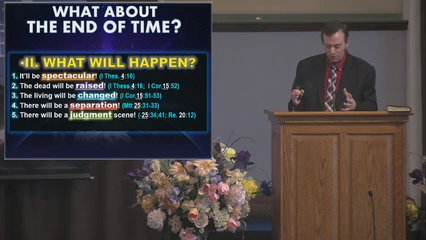 WHAT ABOUT
THE END OF TIME?
II. WHAT WILL HAPPEN?
1. It'll be spectacular! (I Thes. 4:16)
2. The dead will be raised! (I Thess 4:16; I Cor 15:52)
3. The living will be changed! (I Cor 15:51-53)
4. There will be a separation! (Mtt 25:31-33)
5. There will be a judgment scene! (25:34;41; Re. 20:12)